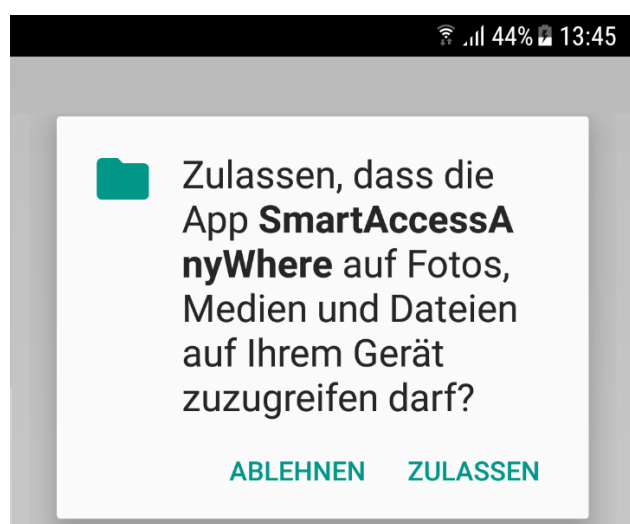 44% 13:45
Zulassen, dass die
App SmartAccessA
nyWhere auf Fotos,
Medien und Dateien
auf Ihrem Gerät
zuzugreifen darf?
ABLEHNEN ZULASSEN